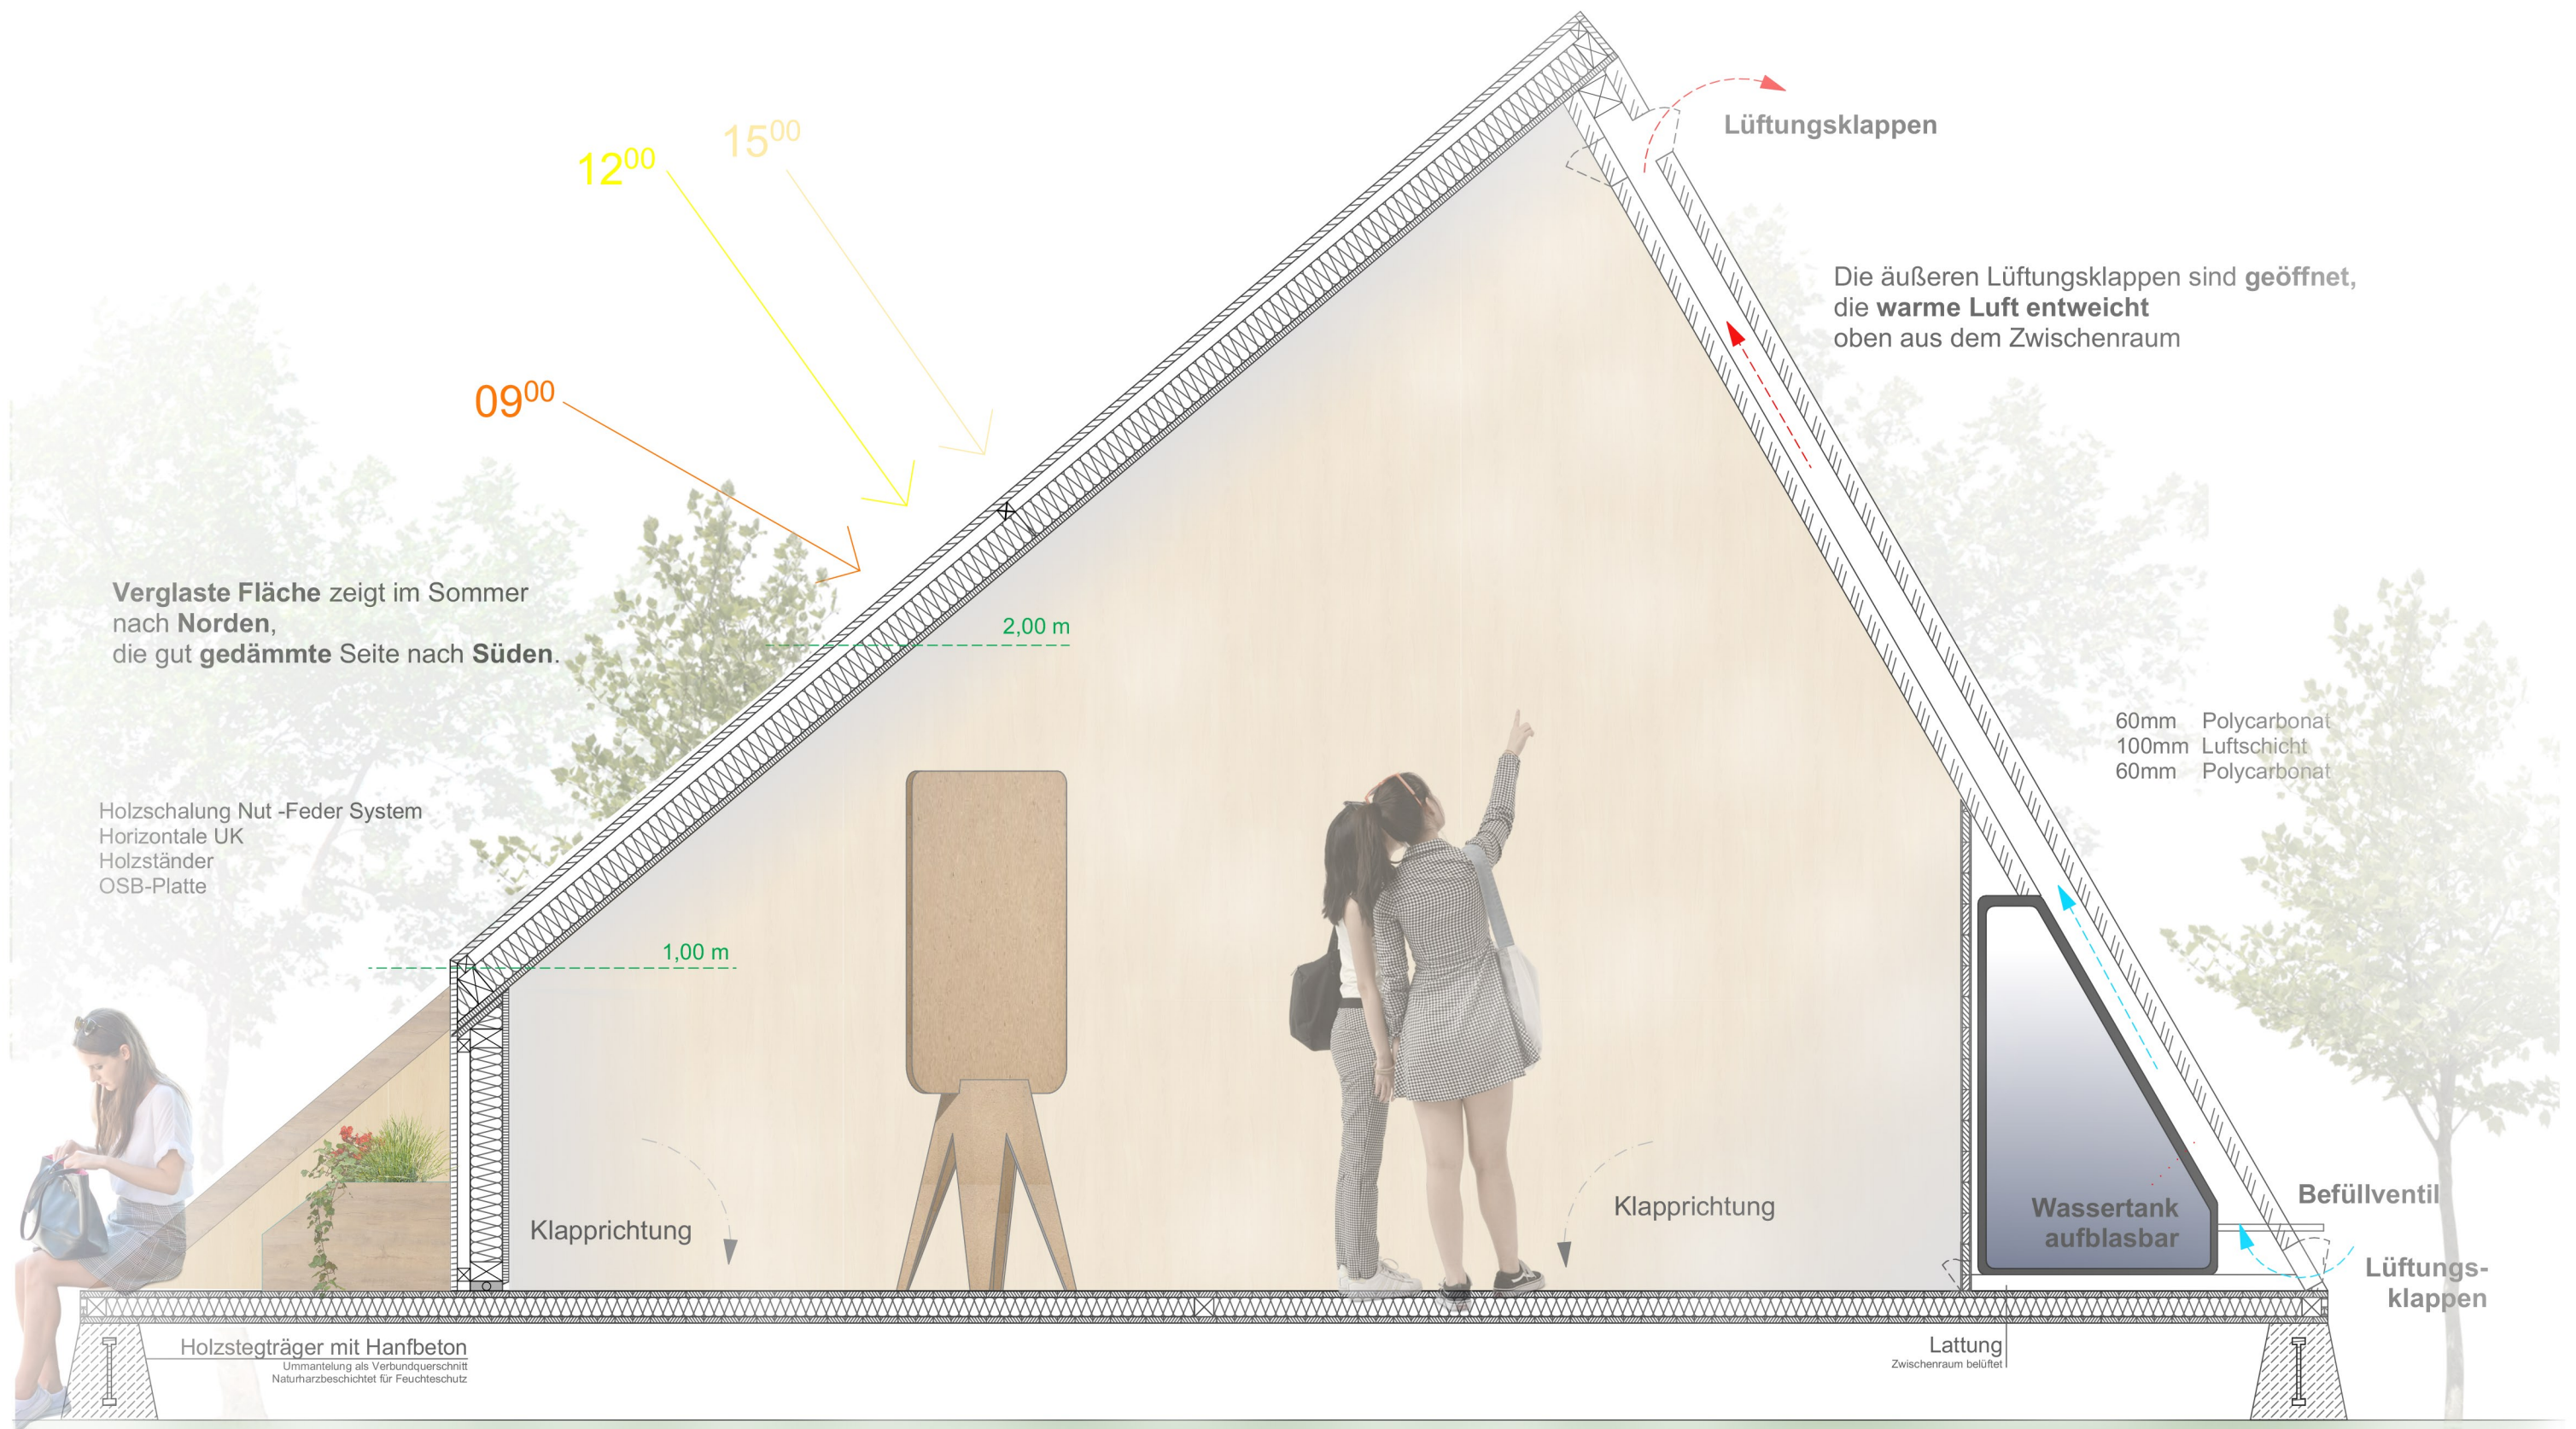 15⁰⁰
12⁰⁰
Lüftungsklappen
Die äußeren Lüftungsklappen sind geöffnet,
die warme Luft entweicht
oben aus dem Zwischenraum
09⁰⁰
Verglaste Fläche zeigt im Sommer
nach Norden,
die gut gedämmte Seite nach Süden.
2,00 m
60mm Polycarbonat
100mm Luftschicht
60mm Polycarbonat
Holzschalung Nut -Feder System
Horizontale UK
Holzständer
OSB-Platte
1,00 m
Klapprichtung
Klapprichtung
Wassertank
aufblasbar
Befüllventil
Lüftungs-
klappen
Holzstegträger mit Hanfbeton
Ummantelung als Verbundquerschnitt
Naturharzbeschichtet für Feuchteschutz
Lattung
Zwischenraum belüftet